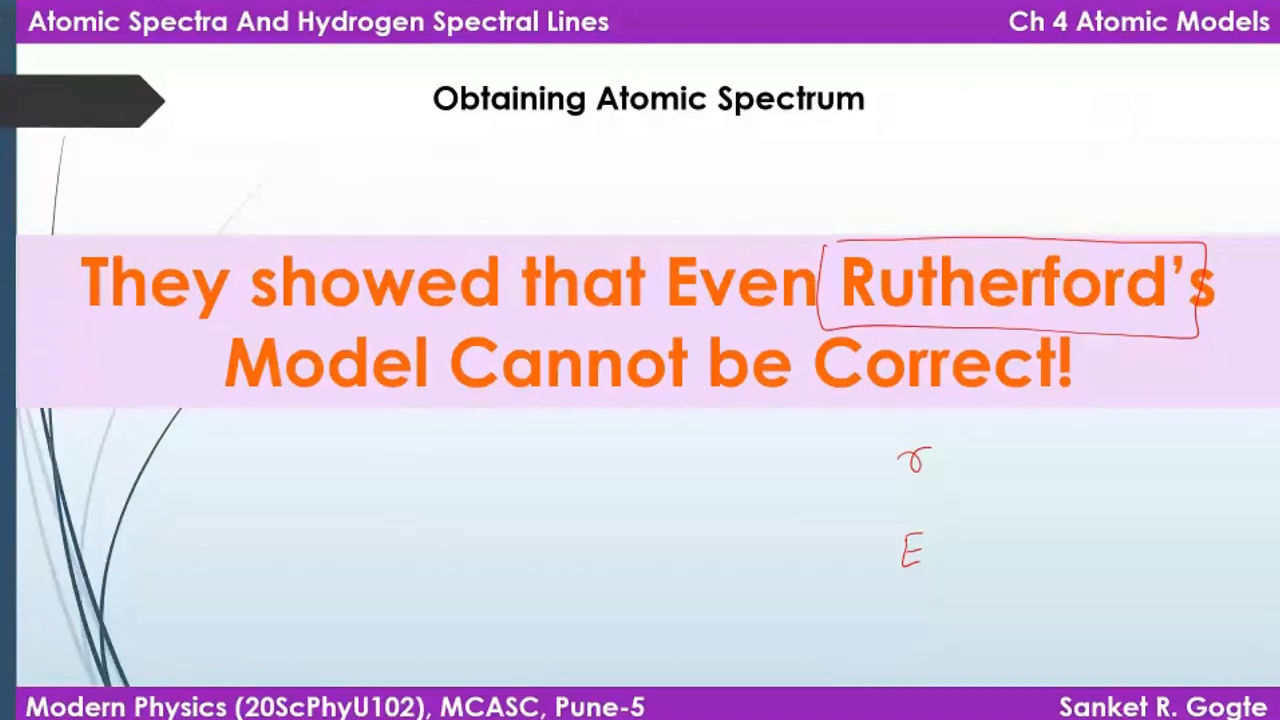 Atomic Spectra And Hydrogen Spectral Lines
Ch 4 Atomic Models
Obtaining Atomic Spectrum
They showed that Even Rutherford's
Model Cannot be Correct!
r
E
Modern Physics (20ScPhyU102), MCASC, Pune-5
Sanket R. Gogte